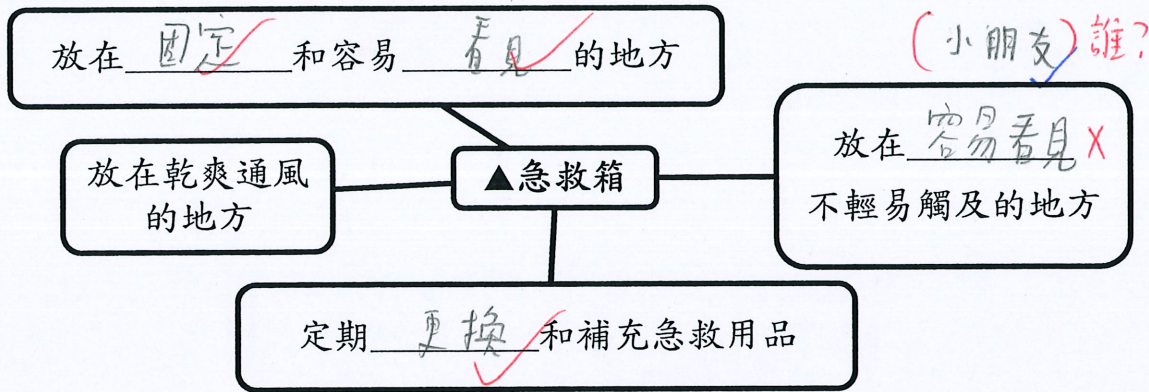 放在 固定 和容易 看見 的地方
(小朋友) 誰?
放在 容易看見 X
不輕易觸及的地方
放在乾爽通風
的地方
▲急救箱
定期 更換 和補充急救用品